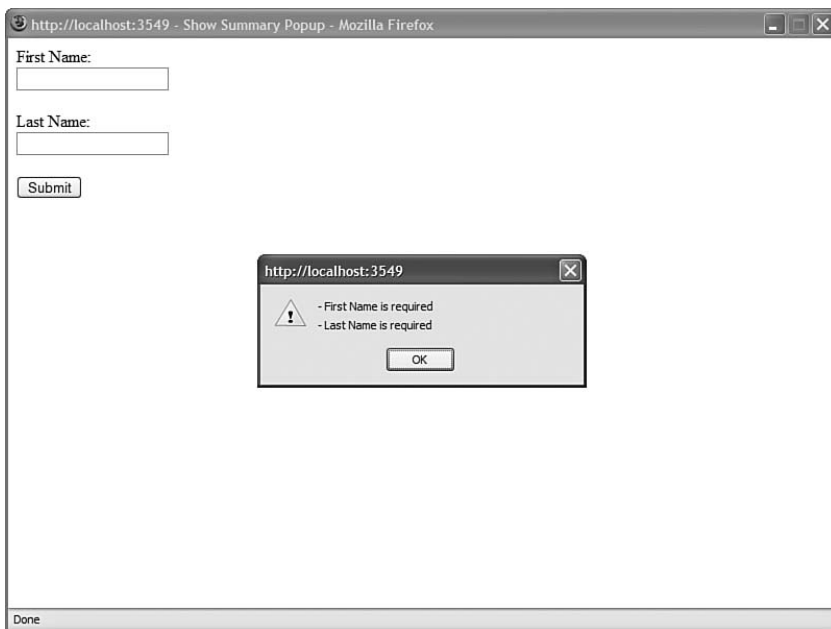 http://localhost:3549 - Show Summary Popup - Mozilla Firefox
First Name:
Last Name:
Submit
http://localhost:3549
- First Name is required
- Last Name is required
OK
Done